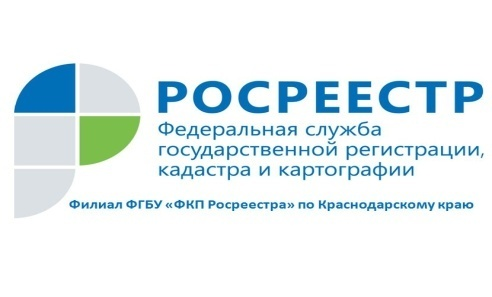 РОСРЕЕСТР
Федеральная служба
государственной регистрации,
кадастра и картографии
Филиал ФГБУ «ФКП Росреестра» по Краснодарскому краю